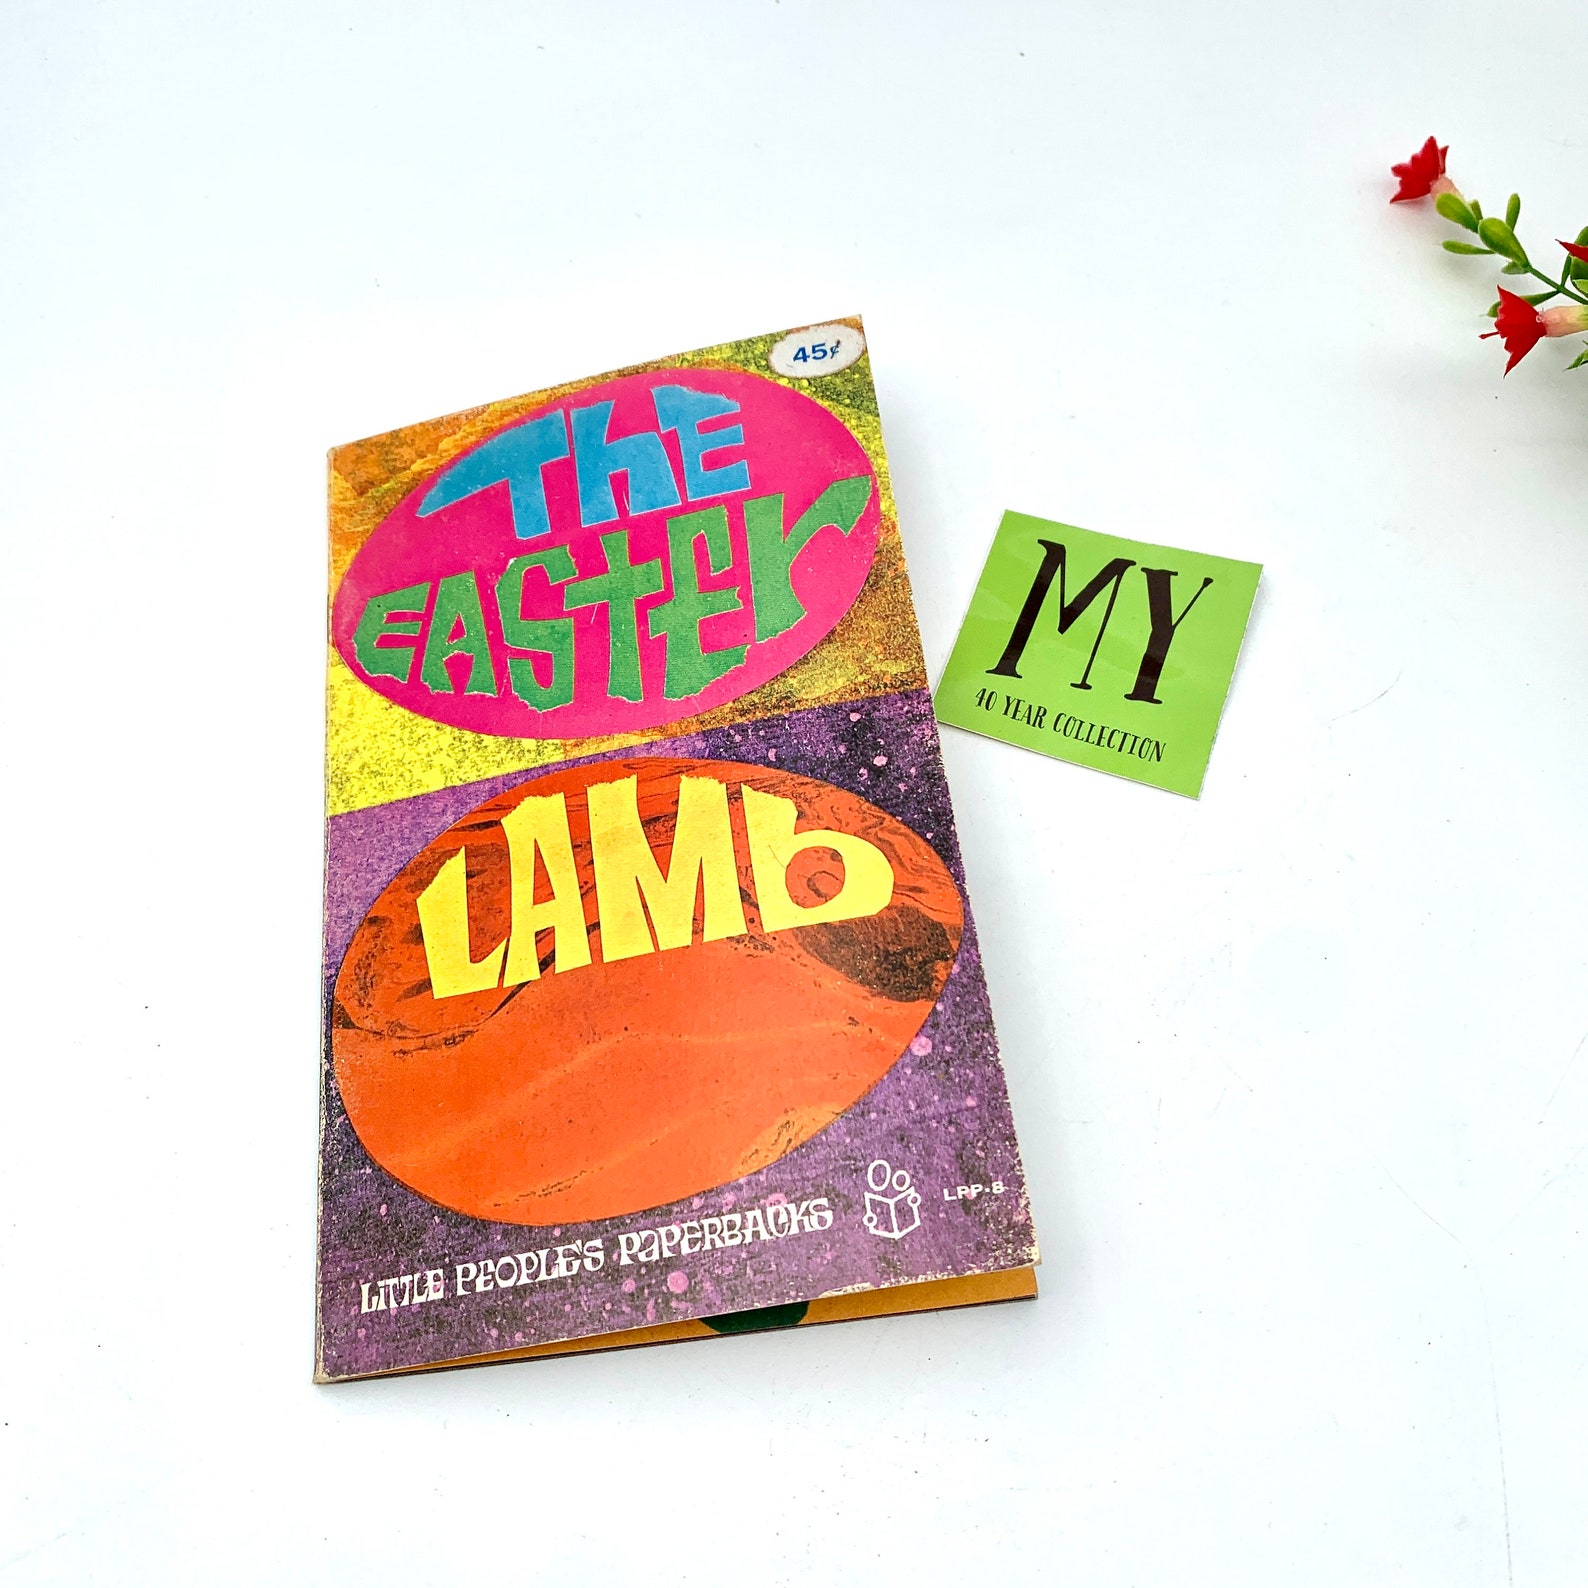 45¢
The
EASTEr
LAMb
LITTLE PEOPLE'S PAPERBACKS
LPP-8
MY
40 YEAR COLLECTION